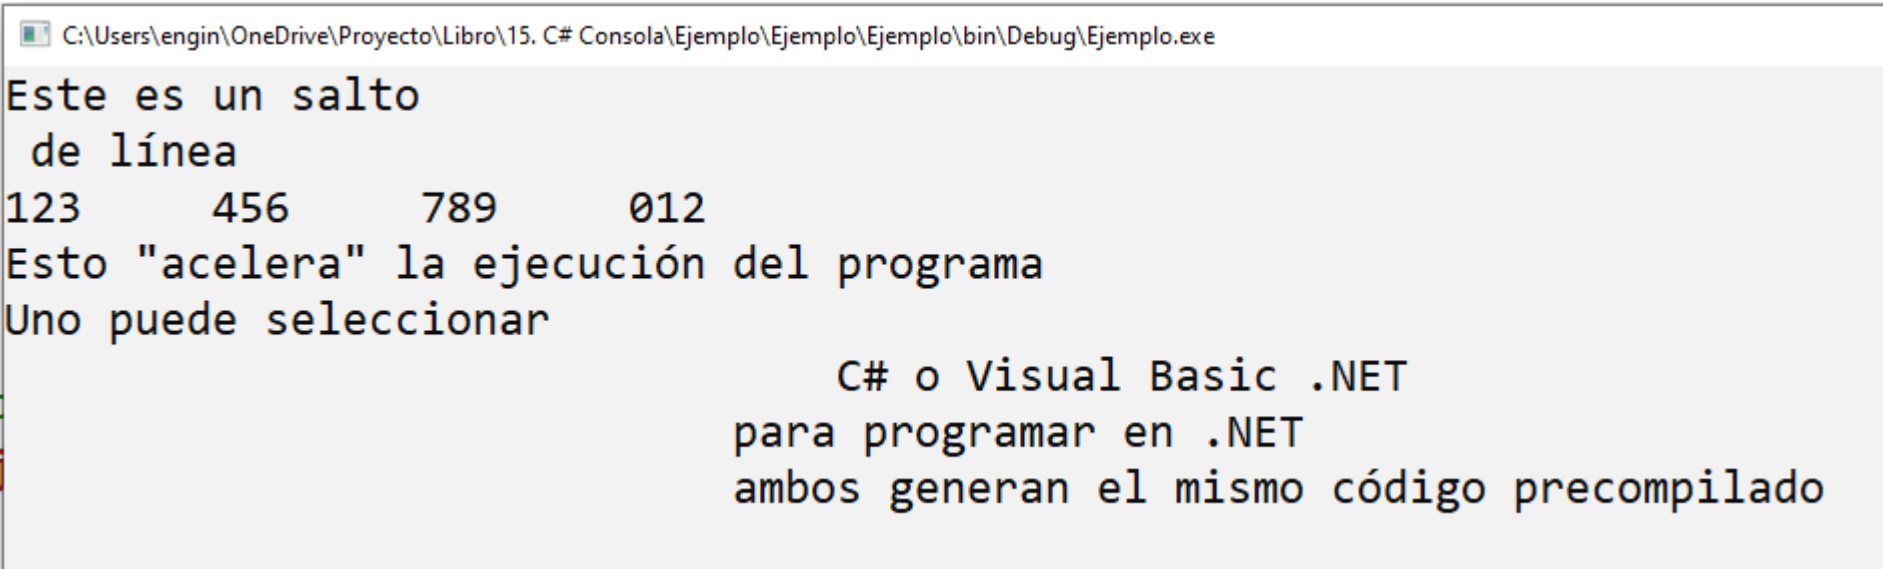 C:\Users\engin\OneDrive\Proyecto\Libro\15. C# Consola\Ejemplo\Ejemplo\Ejemplo\bin\Debug\Ejemplo.exe
Este es un salto
 de línea
123     456     789     012
Esto "acelera" la ejecución del programa
Uno puede seleccionar
                                C# o Visual Basic .NET
                            para programar en .NET
                            ambos generan el mismo código precompilado